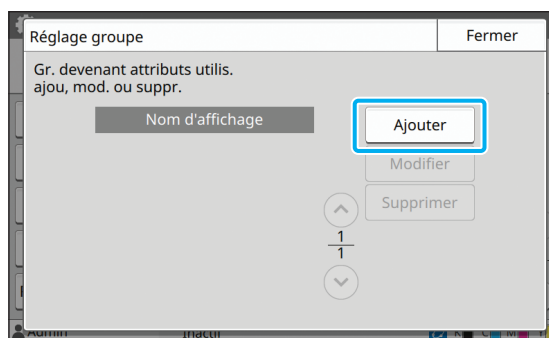 Réglage groupe
Fermer
Gr. devenant attributs utilis.
ajou, mod. ou suppr.
Nom d'affichage
Ajouter
Modifier
Supprimer
1
1
Admin
Inactif
K C M Y